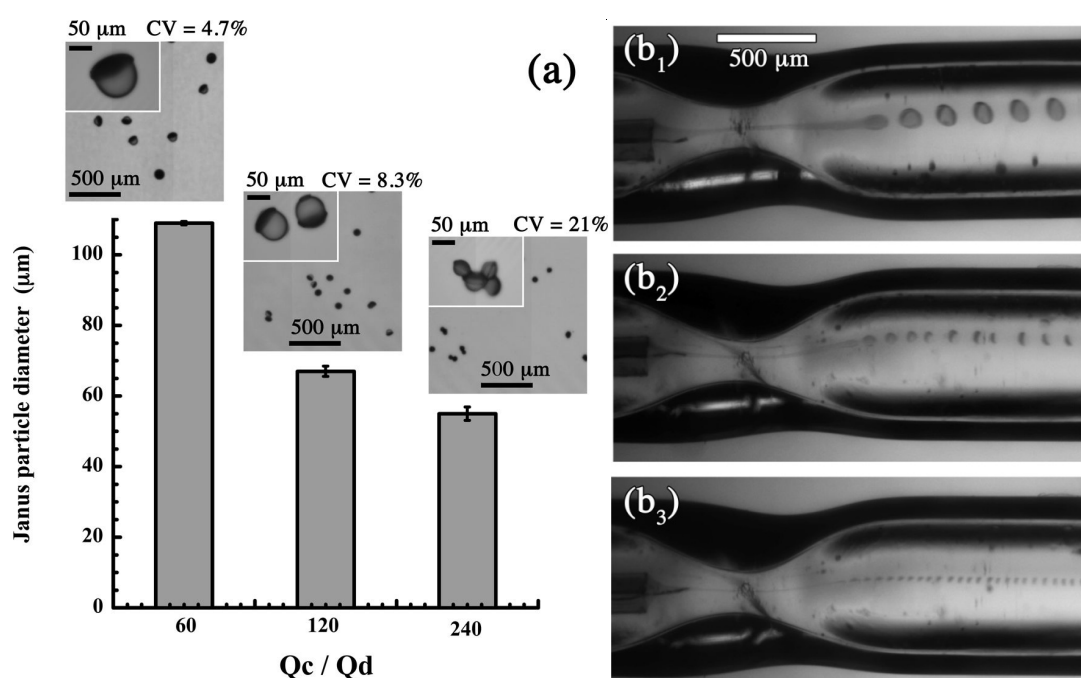 50 µm CV = 4.7%
500 µm
(a)
50 µm CV = 8.3%
500 µm
50 µm CV = 21%
500 µm
Janus particle diameter (µm)
100
80
60
40
20
0
60 120 240
Qc / Qd
(b1)
500 µm
(b2)
(b3)